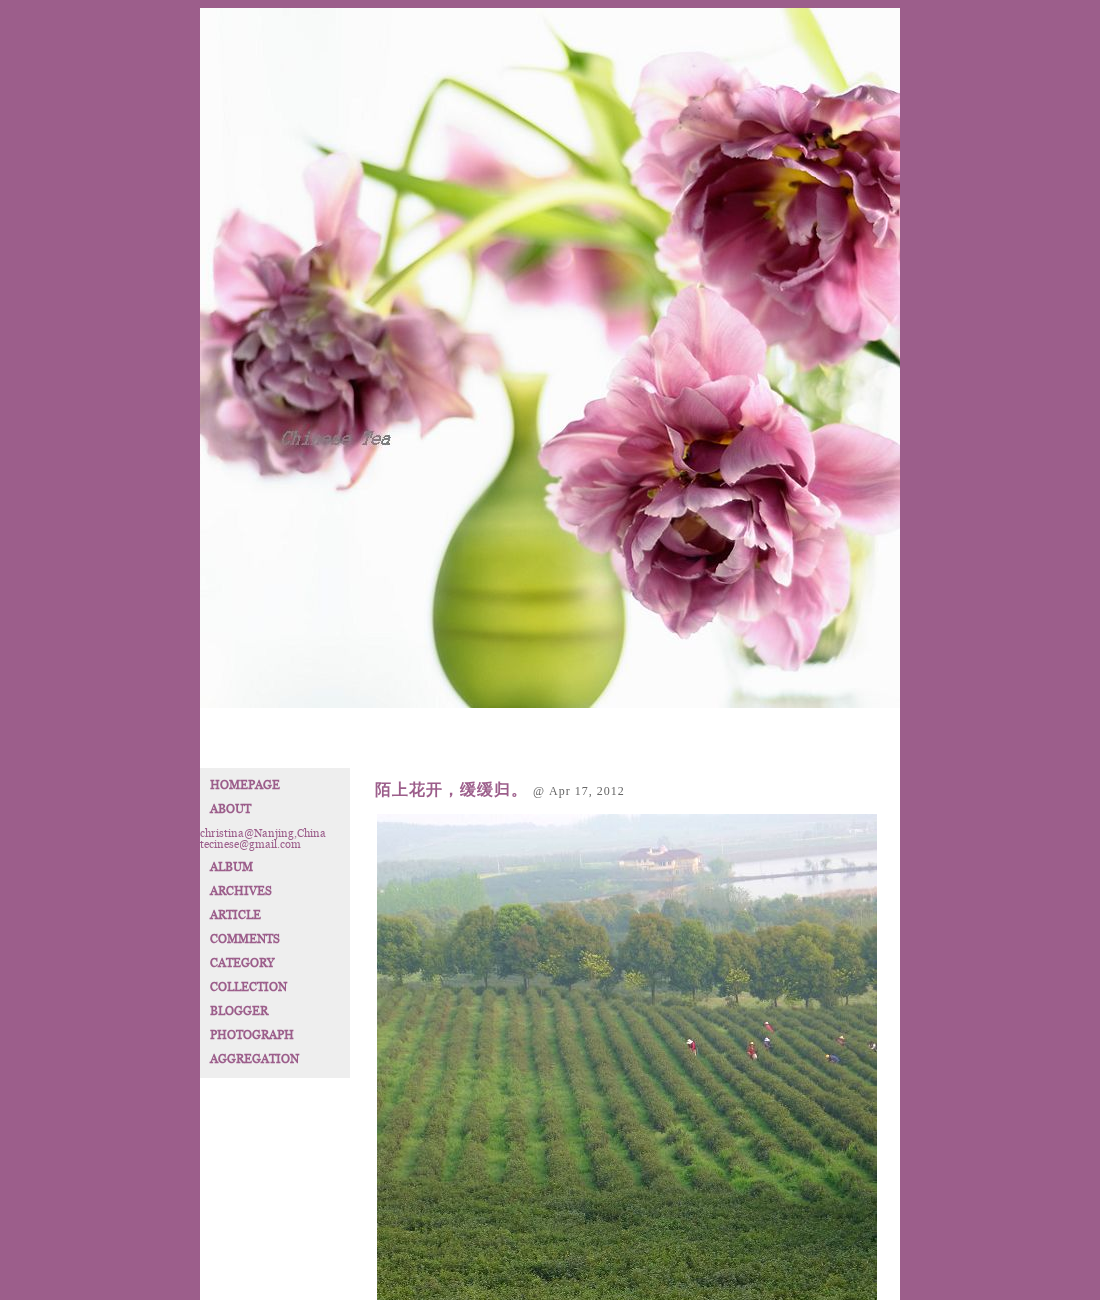 Chinese Tea
HOMEPAGE
ABOUT
christina@Nanjing,China
tecinese@gmail.com
ALBUM
ARCHIVES
ARTICLE
COMMENTS
CATEGORY
COLLECTION
BLOGGER
PHOTOGRAPH
AGGREGATION
陌上花开，缓缓归。 @ Apr 17, 2012